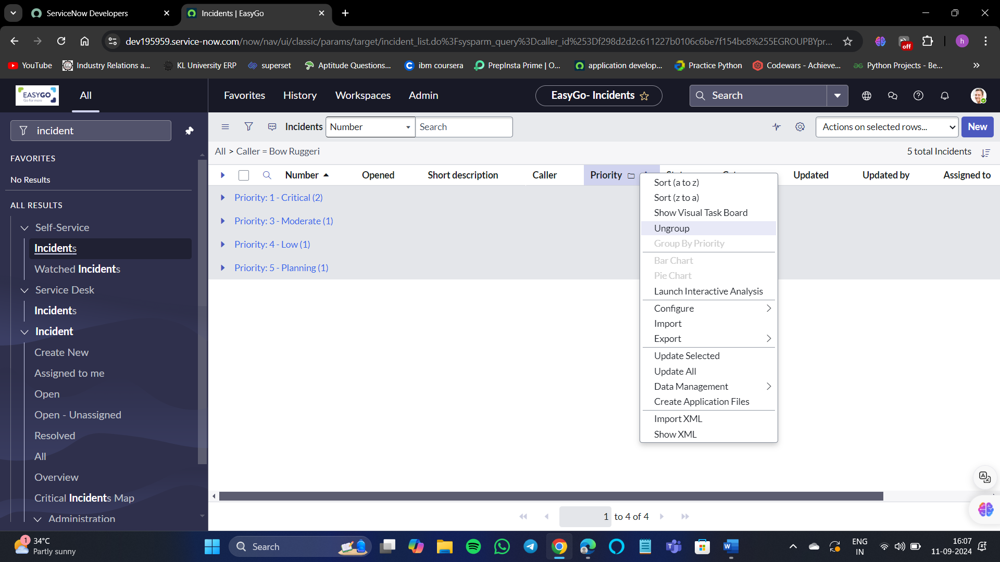 ServiceNow Developers
Incidents | EasyGo
dev195959.service-now.com/now/nav/ui/classic/params/target/incident_list.do%3Fsysparm_query%3Dcaller_id%253Df298d2d2c611227b0106c6be7f154bc8%255EGROUPBYpr...
off
h
YouTube
Industry Relations a...
KL University ERP
superset
Aptitude Questions...
ibm coursera
PrepInsta Prime | O...
application develop...
Practice Python
Codewars - Achieve...
Python Projects - Be...
EASYGO
Go for more
All
Favorites
History
Workspaces
Admin
EasyGo- Incidents
Search
incident
Incidents
Number
Search
Actions on selected rows...
New
FAVORITES
No Results
ALL RESULTS
Self-Service
Incidents
Watched Incidents
Service Desk
Incidents
Incident
Create New
Assigned to me
Open
Open - Unassigned
Resolved
All
Overview
Critical Incidents Map
Administration
All > Caller = Bow Ruggeri
5 total Incidents
Number
Opened
Short description
Caller
Priority
Updated
Updated by
Assigned to
Priority: 1 - Critical (2)
Priority: 3 - Moderate (1)
Priority: 4 - Low (1)
Priority: 5 - Planning (1)
Sort (a to z)
Sort (z to a)
Show Visual Task Board
Ungroup
Group By Priority
Bar Chart
Pie Chart
Launch Interactive Analysis
Configure
Import
Export
Update Selected
Update All
Data Management
Create Application Files
Import XML
Show XML
1 to 4 of 4
1
34°C
Partly sunny
Search
ENG
IN
16:07
11-09-2024